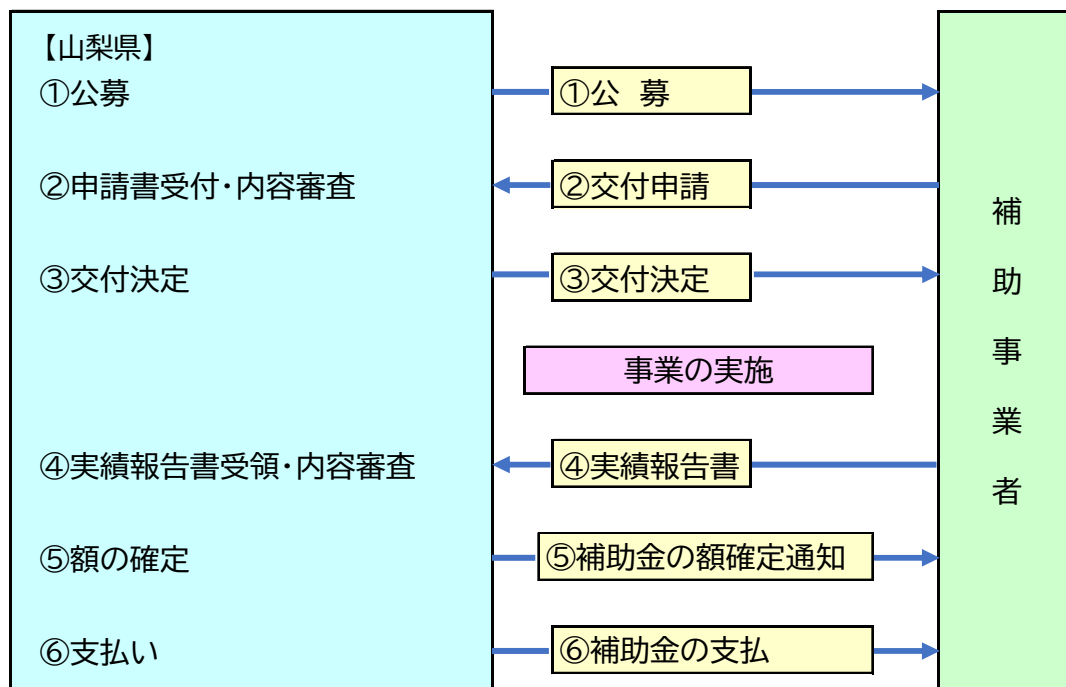 【山梨県】
①公募
①公 募
②申請書受付・内容審査
②交付申請
③交付決定
③交付決定
事業の実施
④実績報告書受領・内容審査
④実績報告書
⑤額の確定
⑤補助金の額確定通知
⑥支払い
⑥補助金の支払
補助事業者